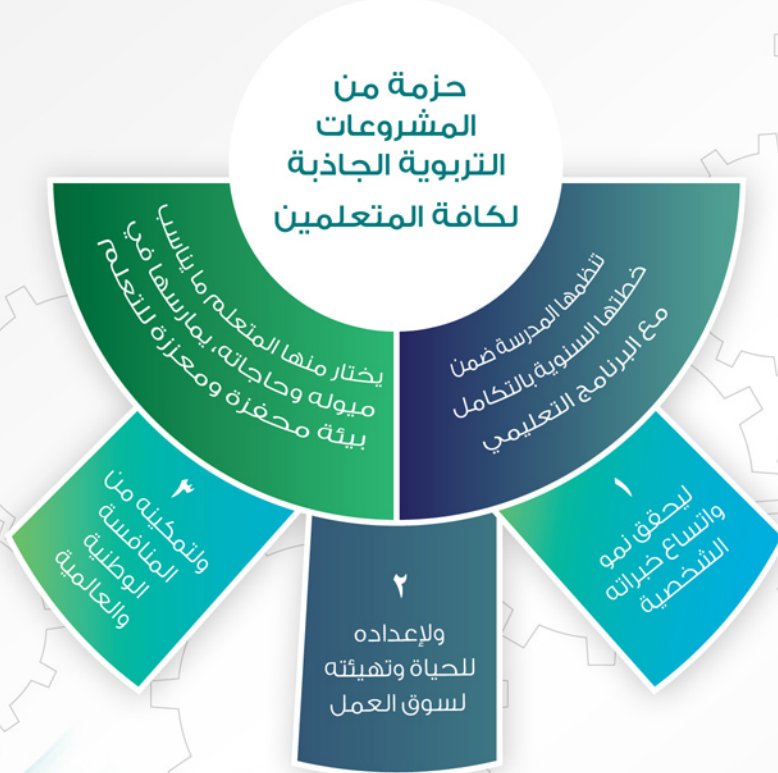 حزمة من
المشروعات
التربوية الجاذبة
لكافة المتعلمين
تنظمها المدرسة ضمن
خطتها السنوية بالتكامل
مع البرنامج التعليمي
يختار منها المتعلم ما يناسب
ميوله وحاجاته، يمارسها في
بيئة محفزة ومعززة للتعلم
١
ليحقق نمو
واتساع خبراته
الشخصية
٢
ولإعداده
للحياة وتهيئته
لسوق العمل
٣
ولتمكينه من
المنافسة
الوطنية
والعالمية